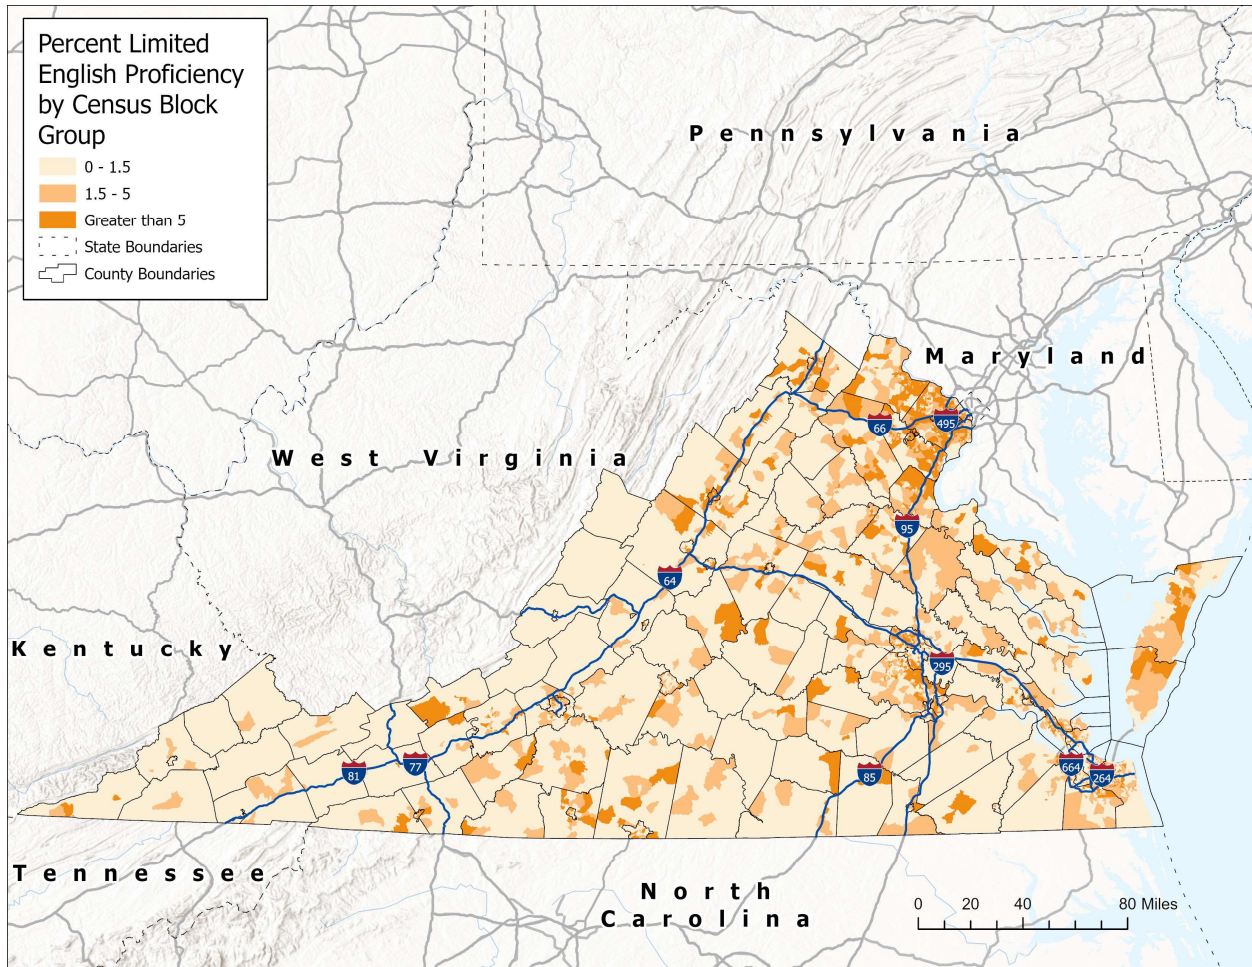 Percent Limited
English Proficiency
by Census Block
Group
0 - 1.5
1.5 - 5
Greater than 5
State Boundaries
County Boundaries
Pennsylvania
Maryland
West Virginia
66
495
95
64
Kentucky
295
81
77
85
664
264
Tennessee
North
Carolina
0 20 40 80 Miles